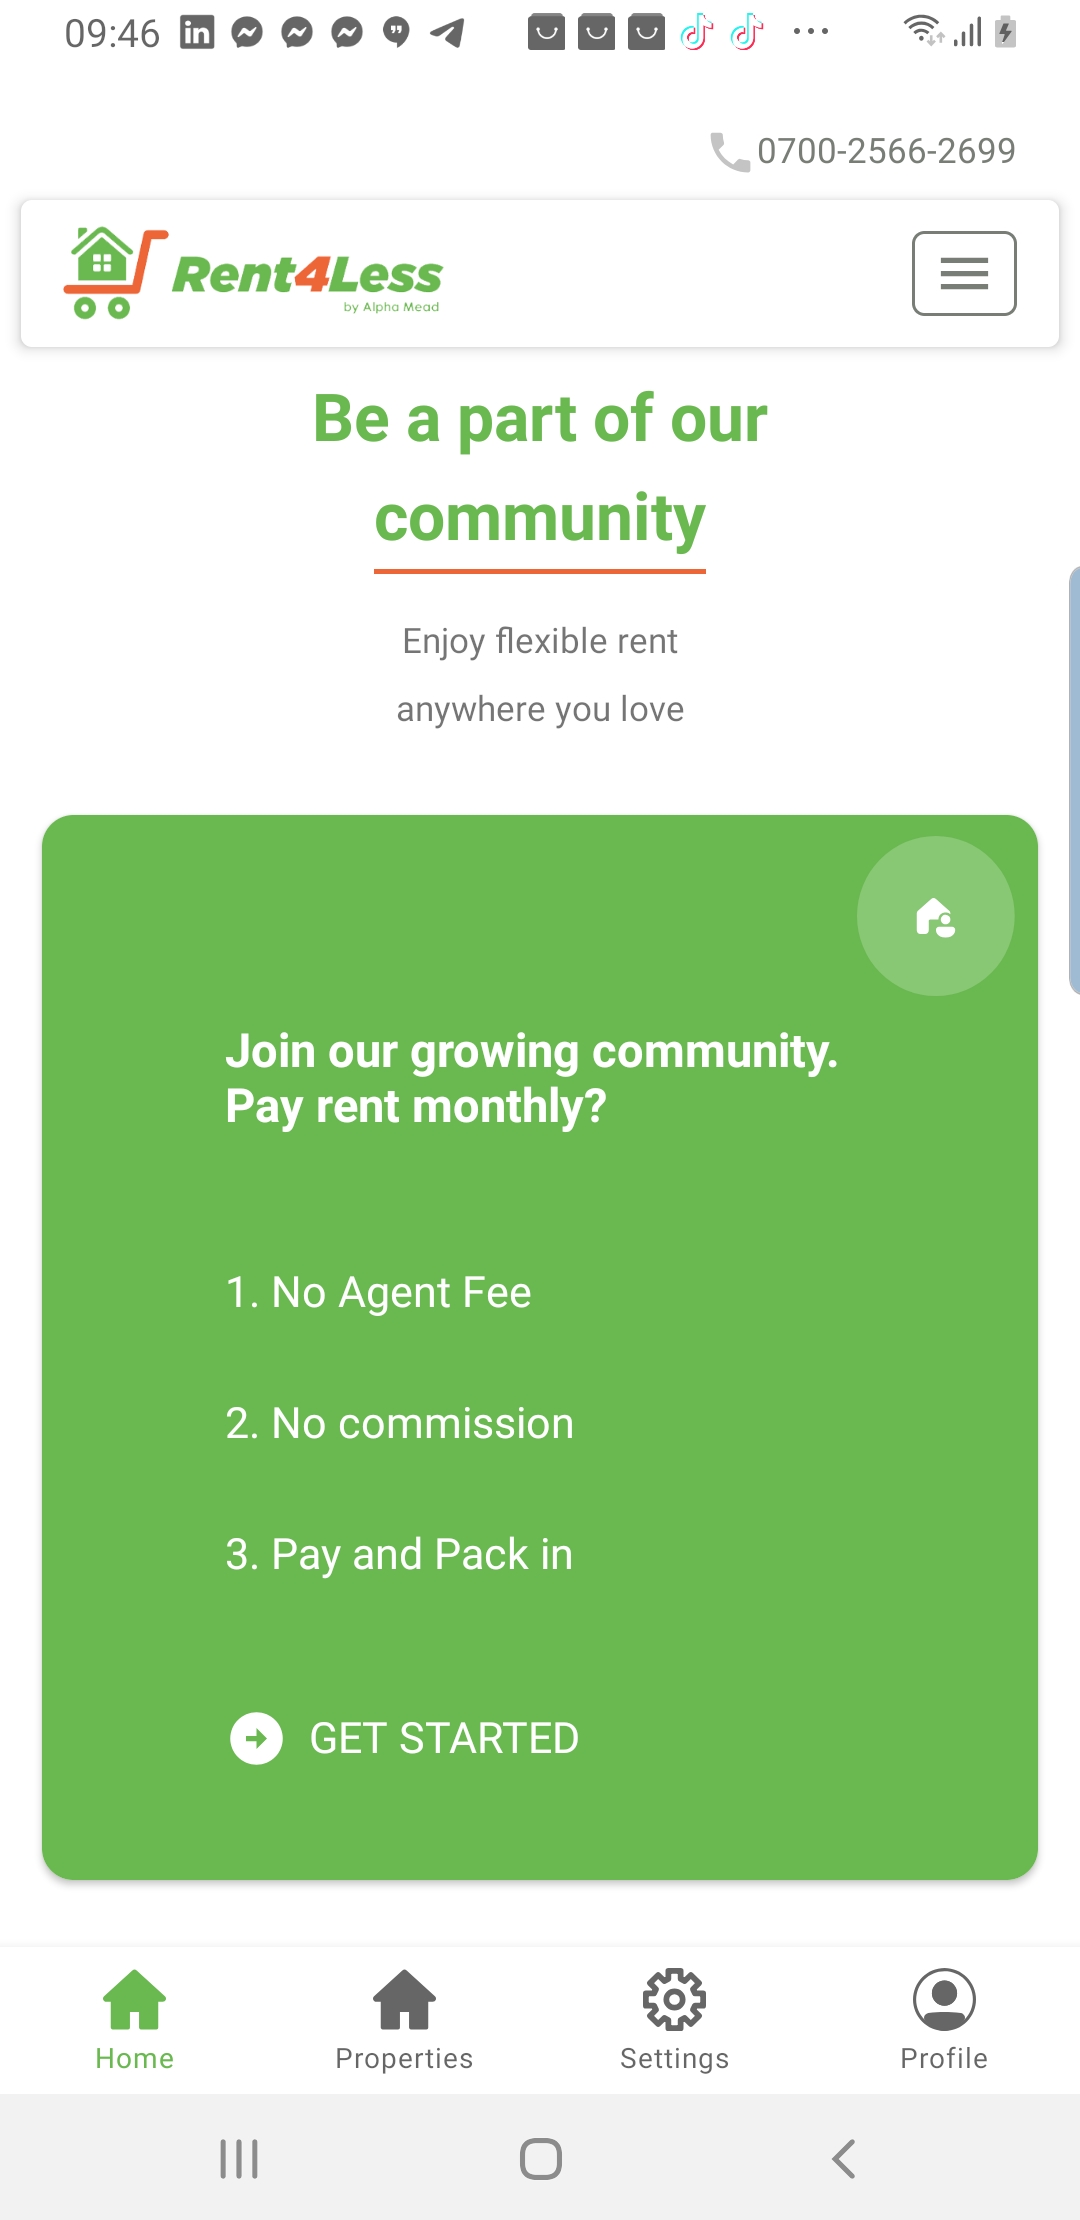 09:46
0700-2566-2699
Rent4Less
by Alpha Mead
Be a part of our
community
Enjoy flexible rent
anywhere you love
Join our growing community.
Pay rent monthly?
1. No Agent Fee
2. No commission
3. Pay and Pack in
GET STARTED
Home Properties Settings Profile